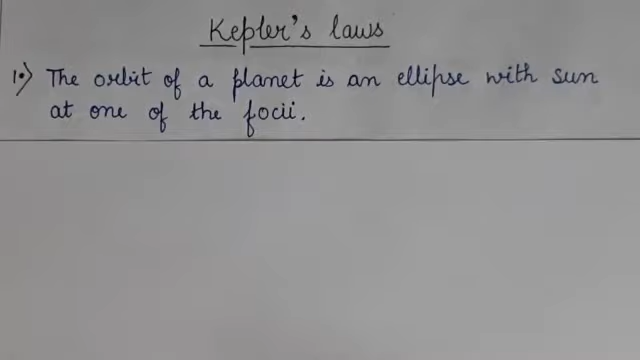 Kepler's laws
1.) The orbit of a planet is an ellipse with sun
at one of the focii.